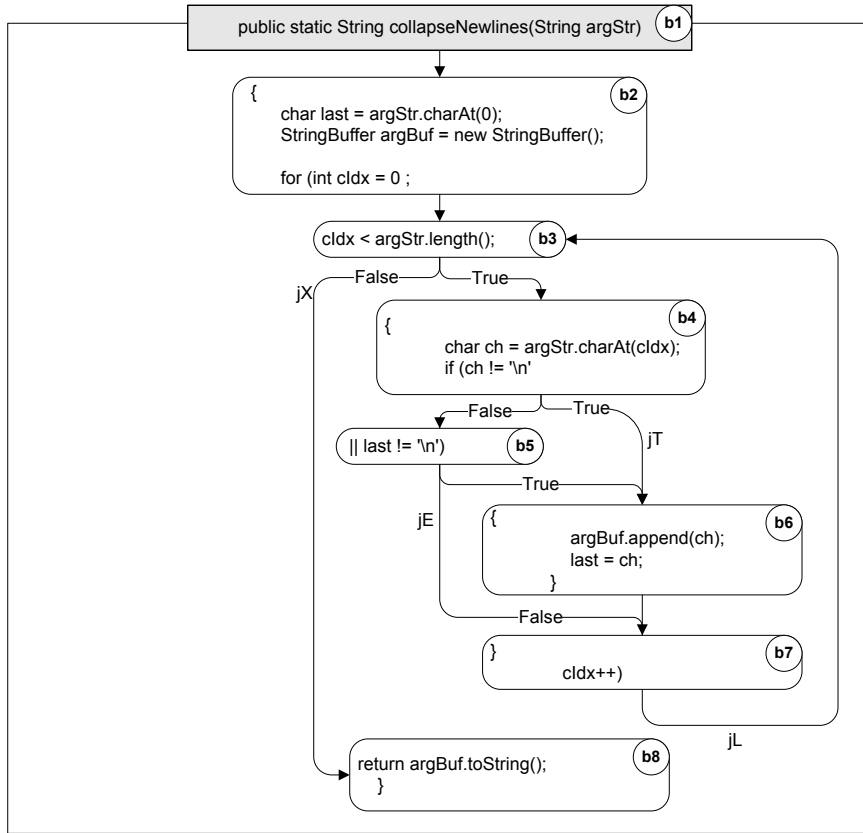 public static String collapseNewlines(String argStr) b1
{ b2
char last = argStr.charAt(0);
StringBuffer argBuf = new StringBuffer();
for (int cIdx = 0 ;
cIdx < argStr.length(); b3
False True
jX
{ b4
char ch = argStr.charAt(cIdx);
if (ch != '\n'
False True
|| last != '\n') b5
jT
True
jE
{ b6
argBuf.append(ch);
last = ch;
}
False
} b7
cIdx++)
jL
return argBuf.toString(); b8
}